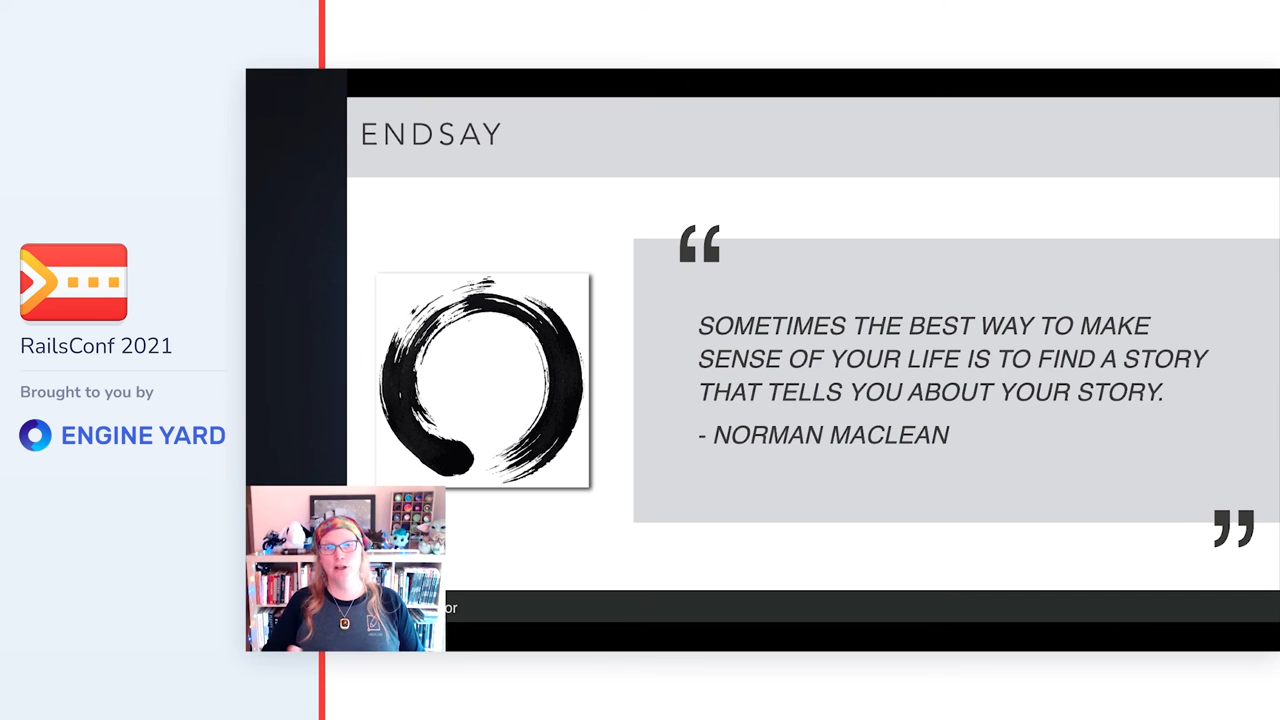 ENDSAY
“
SOMETIMES THE BEST WAY TO MAKE
SENSE OF YOUR LIFE IS TO FIND A STORY
THAT TELLS YOU ABOUT YOUR STORY.
- NORMAN MACLEAN
”
RailsConf 2021
Brought to you by
ENGINE YARD
or